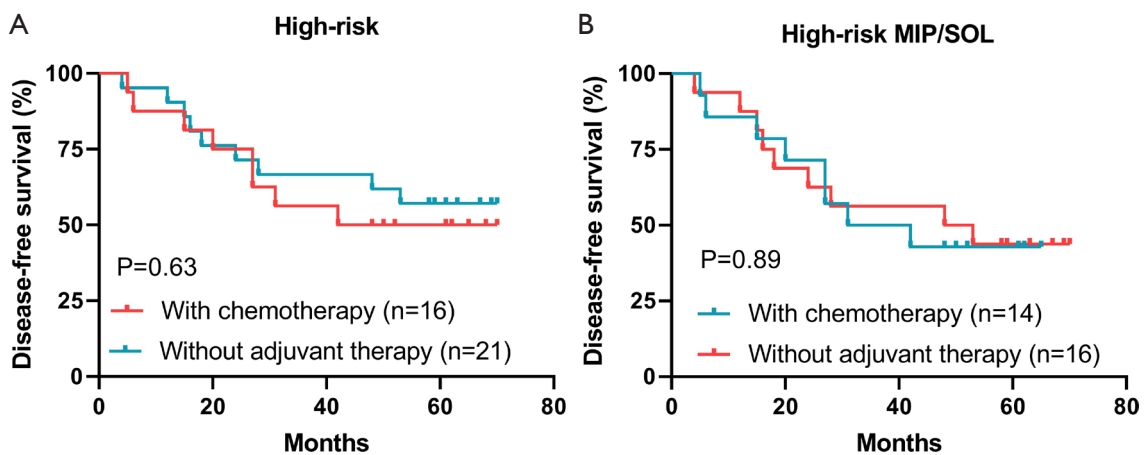 A
High-risk
Disease-free survival (%)
100
75
50
25
0
P=0.63
With chemotherapy (n=16)
Without adjuvant therapy (n=21)
0 20 40 60 80
Months
B
High-risk MIP/SOL
Disease-free survival (%)
100
75
50
25
0
P=0.89
With chemotherapy (n=14)
Without adjuvant therapy (n=16)
0 20 40 60 80
Months